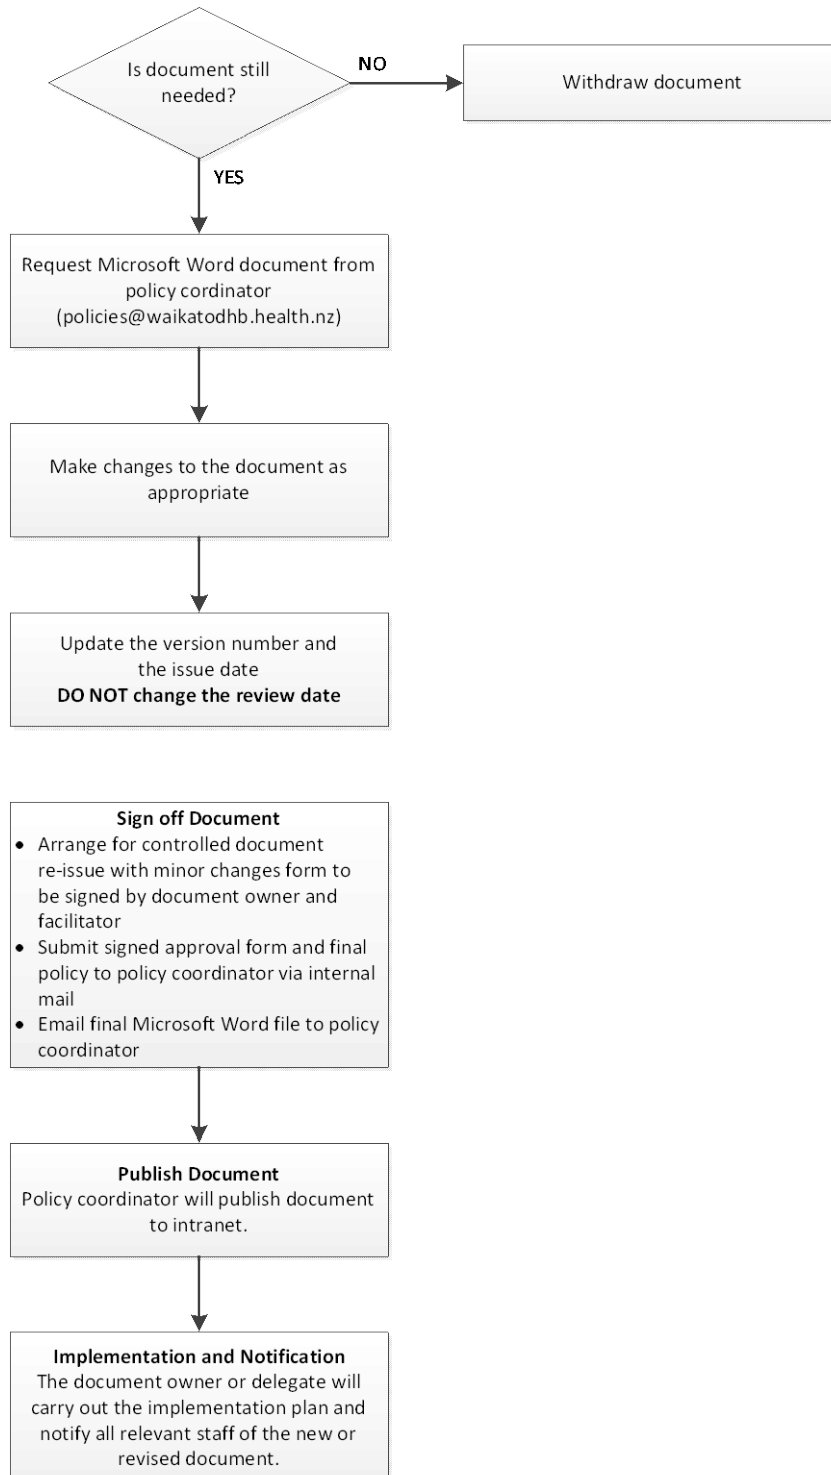 Is document still
needed?
NO
Withdraw document
YES
Request Microsoft Word document from
policy cordinator
(policies@waikatodhb.health.nz)
Make changes to the document as
appropriate
Update the version number and
the issue date
DO NOT change the review date
Sign off Document
• Arrange for controlled document
re-issue with minor changes form to
be signed by document owner and
facilitator
• Submit signed approval form and final
policy to policy coordinator via internal
mail
• Email final Microsoft Word file to policy
coordinator
Publish Document
Policy coordinator will publish document
to intranet.
Implementation and Notification
The document owner or delegate will
carry out the implementation plan and
notify all relevant staff of the new or
revised document.